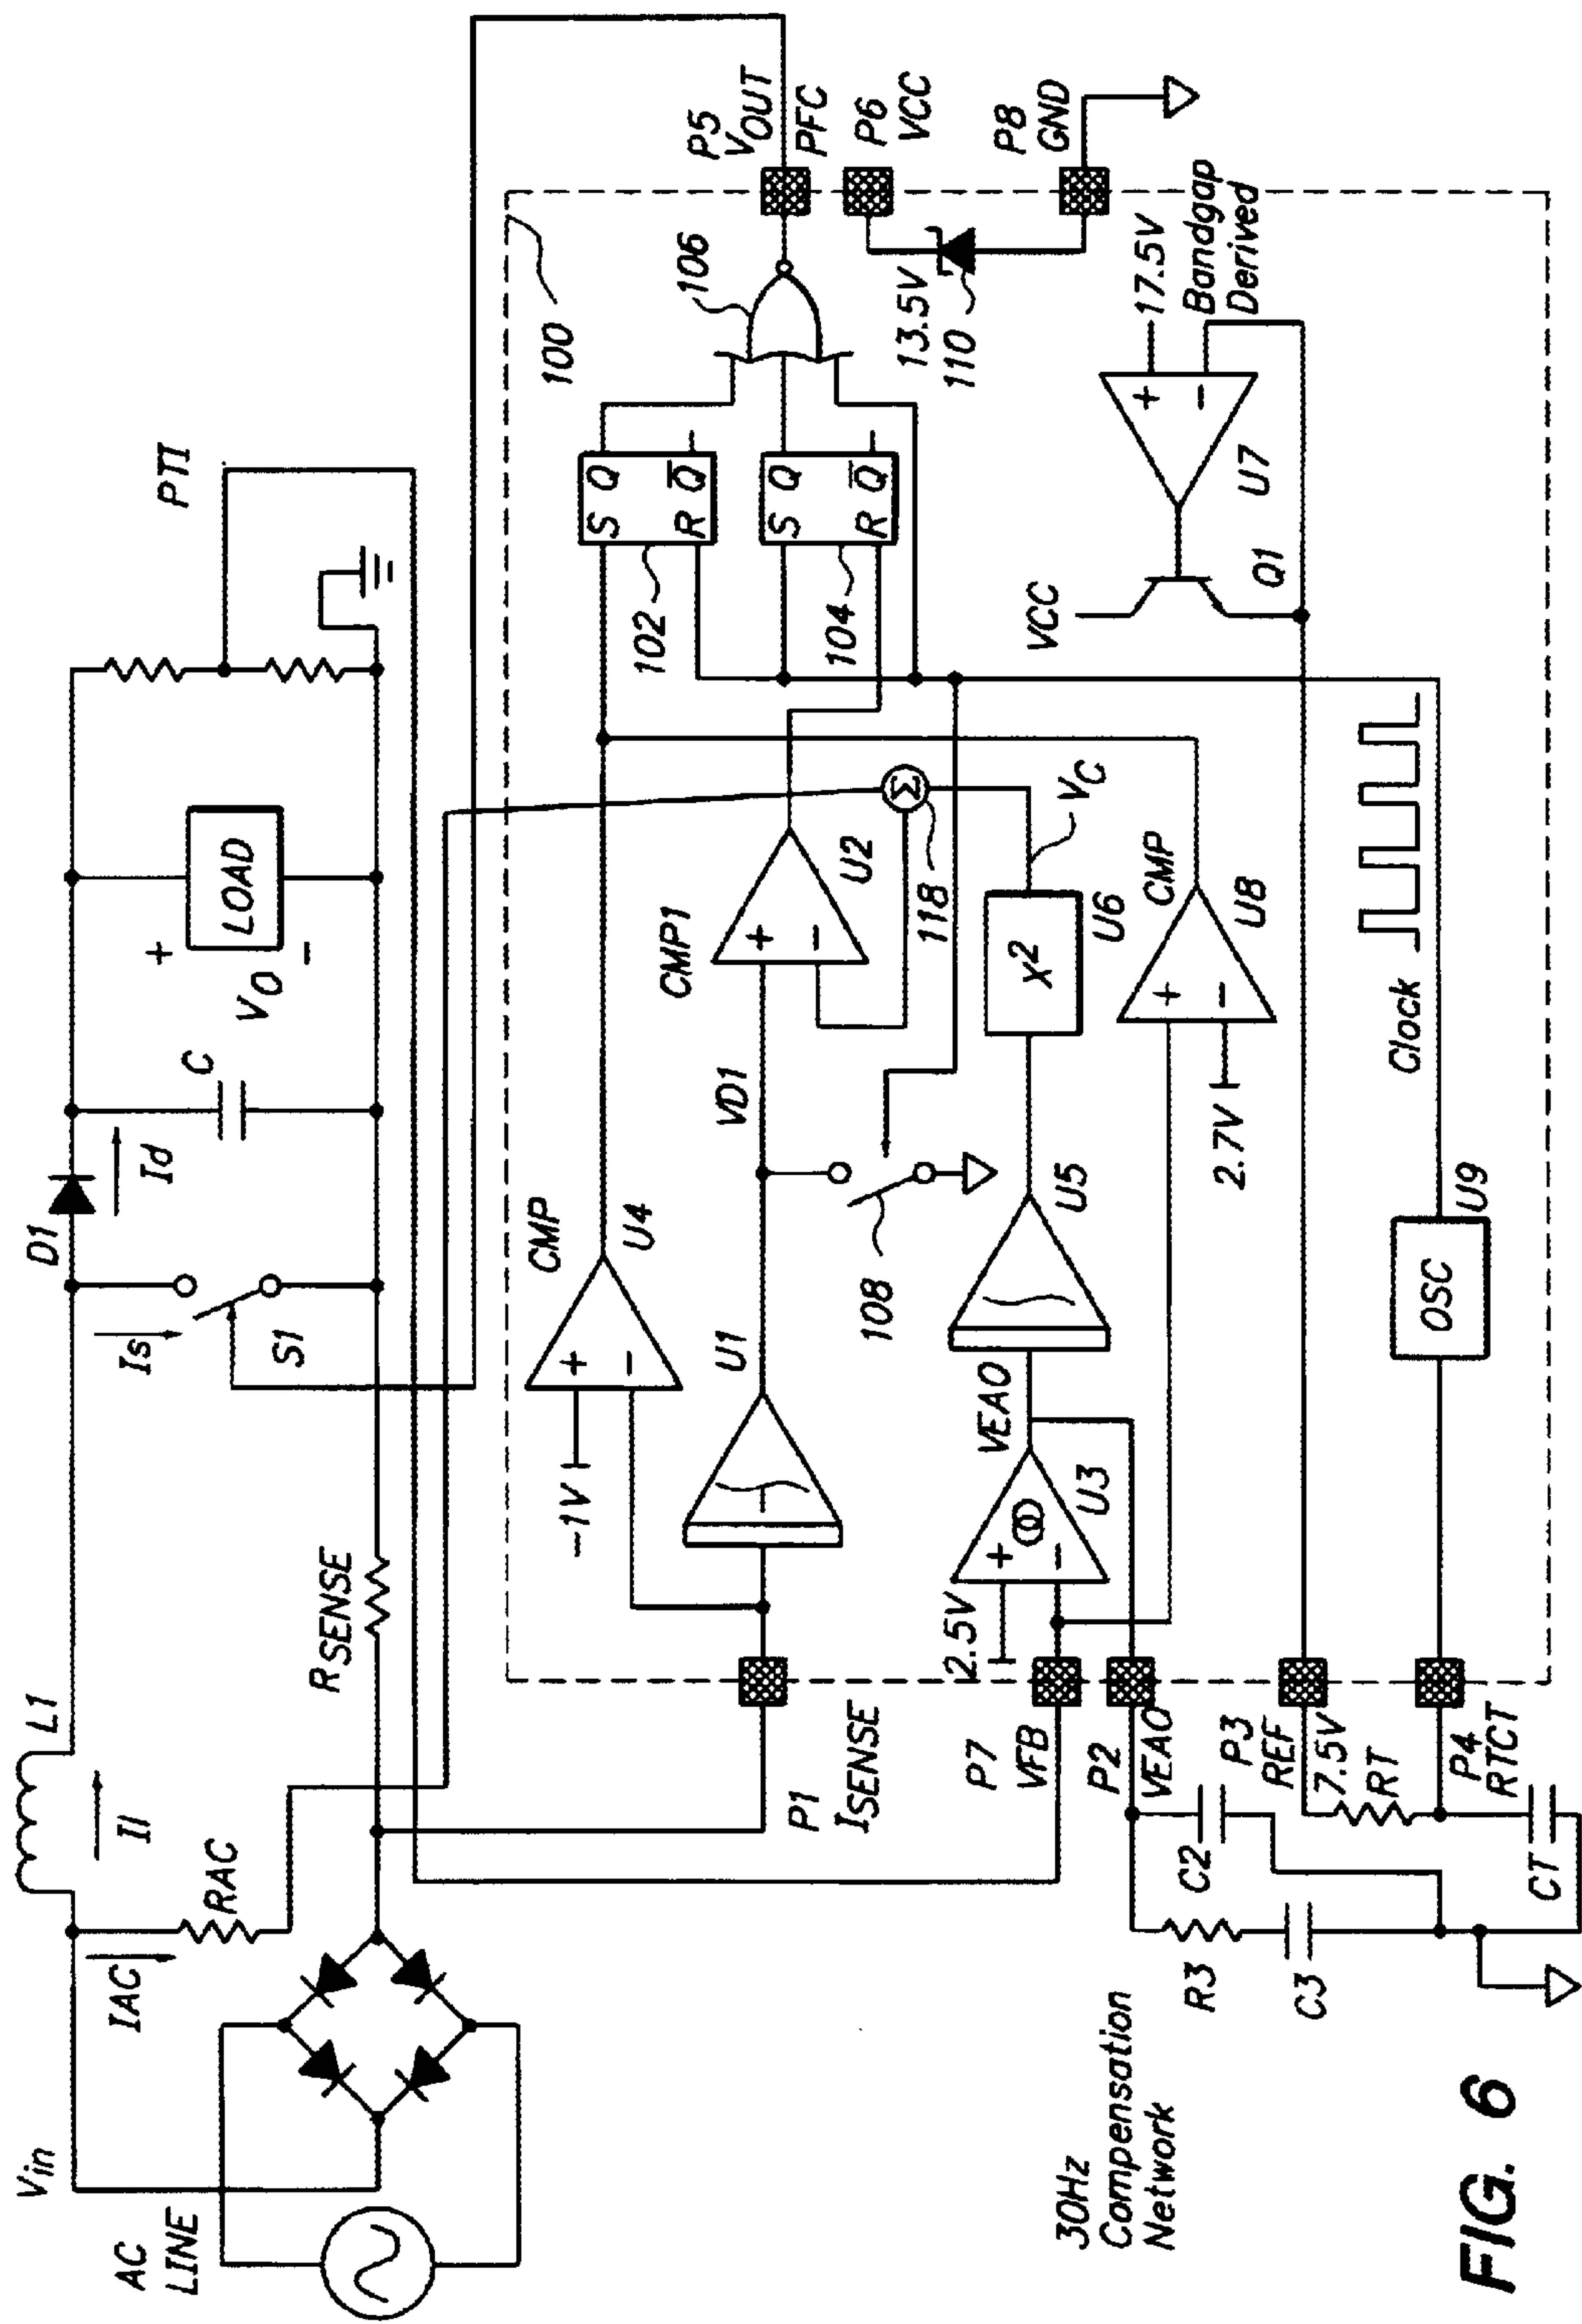 Vin
AC
LINE
IAC
RAC
L1
Il
RSENSE
Is
S1
D1
Id
C
VO
+
-
LOAD
PTI
P1
ISENSE
-1V
+
-
CMP
U4
U1
VD1
CMP1
+
-
U2
118
Σ
108
S Q
R Q
102
S Q
R Q
104
106
100
P5
VOUT
PFC
P6
VCC
13.5V
110
P8
GND
P7
VFB
2.5V
+
-
U3
VEAO
U5
X2
U6
VC
2.7V
+
-
CMP
U8
VCC
Q1
U7
+
-
17.5V
Bandgap
Derived
P2
VEAO
P3
REF
7.5V
RT
P4
RTCT
CT
C2
R3
C3
OSC
U9
Clock
30Hz
Compensation
Network
FIG. 6